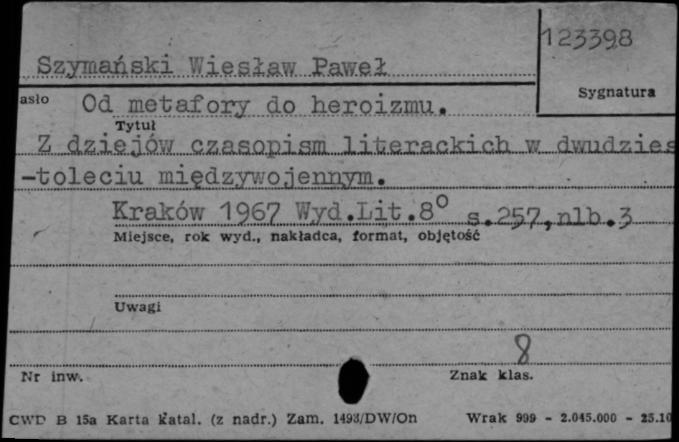 123398
Szymański Wiesław Paweł
Sygnatura
asło Od metafory do heroizmu.
Tytuł
Z dziejów czasopism literackich w dwudzies
-toleciu międzywojennym.
Kraków 1967 Wyd.Lit.8° s.257,nlb.3
Miejsce, rok wyd., nakładca, format, objętość
Uwagi
8
Nr inw. Znak klas.
CWD B 15a Karta katal. (z nadr.) Zam. 1493/DW/On Wrak 909 - 2.045.000 - 25.10